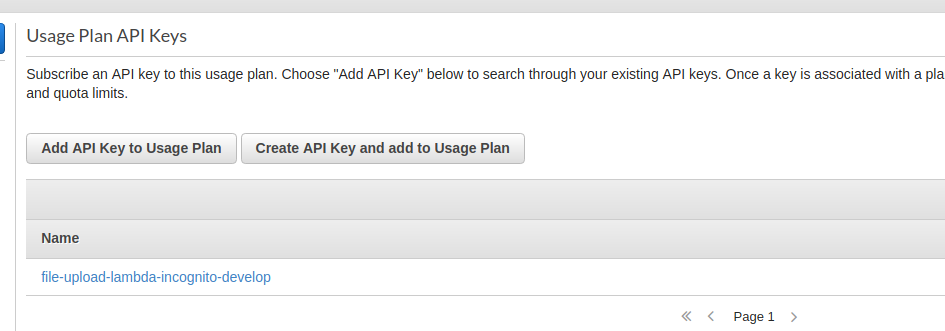 Usage Plan API Keys
Subscribe an API key to this usage plan. Choose "Add API Key" below to search through your existing API keys. Once a key is associated with a pla
and quota limits.
Add API Key to Usage Plan
Create API Key and add to Usage Plan
Name
file-upload-lambda-incognito-develop
Page 1